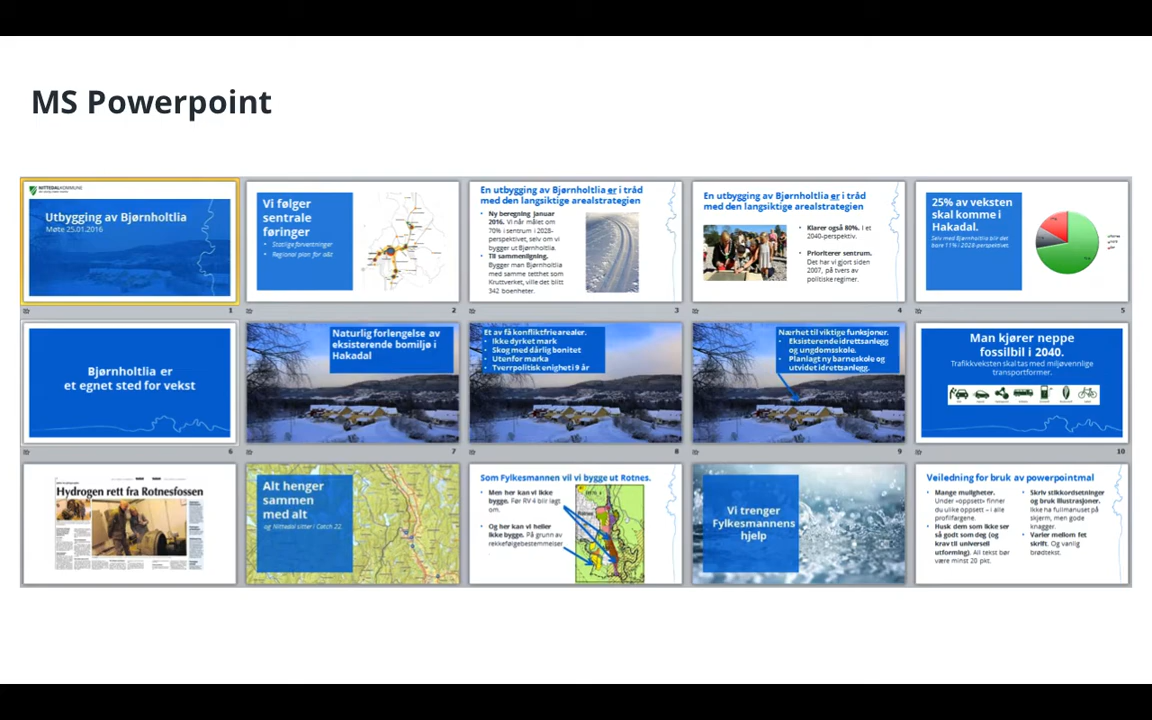 MS Powerpoint
NITTEDAL KOMMUNE
Utbygging av Bjørnholtlia
Møte 25.01.2016
1
Vi følger
sentrale
føringer
• Statlige forventninger
• Regional plan for o&a
2
En utbygging av Bjørnholtlia er i tråd
med den langsiktige arealstrategien
• Ny beregning januar
2016. Vi når målet om
70% i sentrum i 2028-
perspektivet, selv om vi
bygger ut Bjørnholtlia.
• Til sammenligning.
Bygger man Bjørnholtlia
med samme tetthet som
Kruttverket, ville det blitt
342 boenheter.
3
En utbygging av Bjørnholtlia er i tråd
med den langsiktige arealstrategien
• Klarer også 80%. I et
2040-perspektiv.
• Prioriterer sentrum.
Det har vi gjort siden
2007, på tvers av
politiske regimer.
4
25% av veksten
skal komme i
Hakadal.
Selv med Bjørnholtlia blir det
bare 11% i 2028-perspektivet.
5
Bjørnholtlia er
et egnet sted for vekst
6
Naturlig forlengelse av
eksisterende bomiljø i
Hakadal
7
Et av få konfliktfrie arealer.
• Ikke dyrket mark
• Skog med dårlig bonitet
• Utenfor marka
• Tverrpolitisk enighet i 9 år
8
Nærhet til viktige funksjoner.
• Eksisterende idrettsanlegg
og ungdomsskole.
• Planlagt ny barneskole og
utvidet idrettsanlegg.
9
Man kjører neppe
fossilbil i 2040.
Trafikkveksten skal tas med miljøvennlige
transportformer.
10
Hydrogen rett fra Rotnesfossen
Alt henger
sammen
med alt
og Nittedal sitter i Catch 22.
Som Fylkesmannen vil vi bygge ut Rotnes.
• Men her kan vi ikke
bygge. Før RV 4 blir lagt
om.
• Og her kan vi heller
ikke bygge. På grunn av
rekkefølgebestemmelser
Vi trenger
Fylkesmannens
hjelp
Veiledning for bruk av powerpointmal
• Mange muligheter.
Under «oppsett» finner
du ulike oppsett – i alle
profilfargene.
• Husk dem som ikke ser
så godt som deg (og
krav til universell
utforming). All tekst bør
være minst 20 pkt.
• Skriv stikkordsetninger
og bruk illustrasjoner.
Ikke ha fullmanuset på
skjerm, men gode
knagger.
• Varier mellom fet
skrift. Og vanlig
brødtekst.